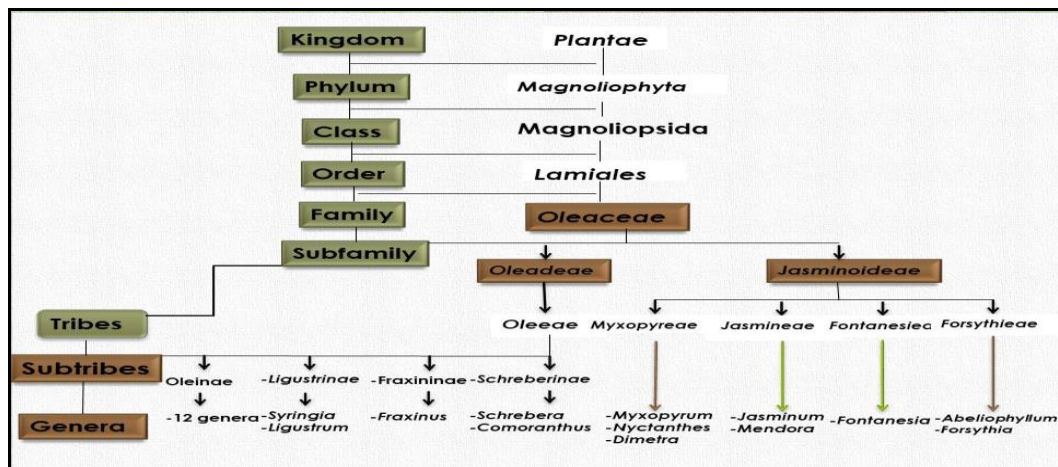 Kingdom Plantae
Phylum Magnoliophyta
Class Magnoliopsida
Order Lamiales
Family Oleaceae
Subfamily Oleadeae Jasminoideae
Tribes Oleeae Myxopyreae Jasmineae Fontanesiea Forsythieae
Subtribes Oleinae -Ligustrinae -Fraxininae -Schreberinae
Genera -12 genera -Syringia -Fraxinus -Schrebera -Myxopyrum -Jasminum -Fontanesia -Abeliophyllum
-Ligustrum -Comoranthus -Nyctanthes -Mendora -Forsythia
-Dimetra